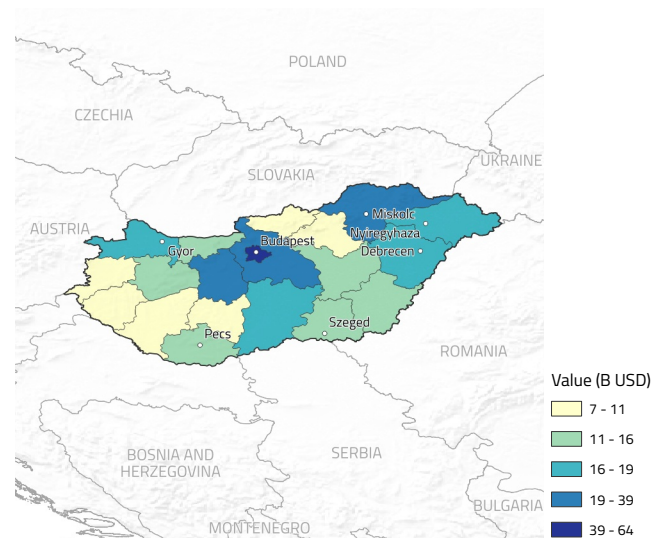 POLAND
CZECHIA
UKRAINE
SLOVAKIA
AUSTRIA
Miskolc
Nyiregyhaza
Budapest
Gyor
Debrecen
Szeged
Pecs
ROMANIA
Value (B USD)
7 - 11
11 - 16
16 - 19
19 - 39
39 - 64
BOSNIA AND
HERZEGOVINA
SERBIA
BULGARIA
MONTENEGRO